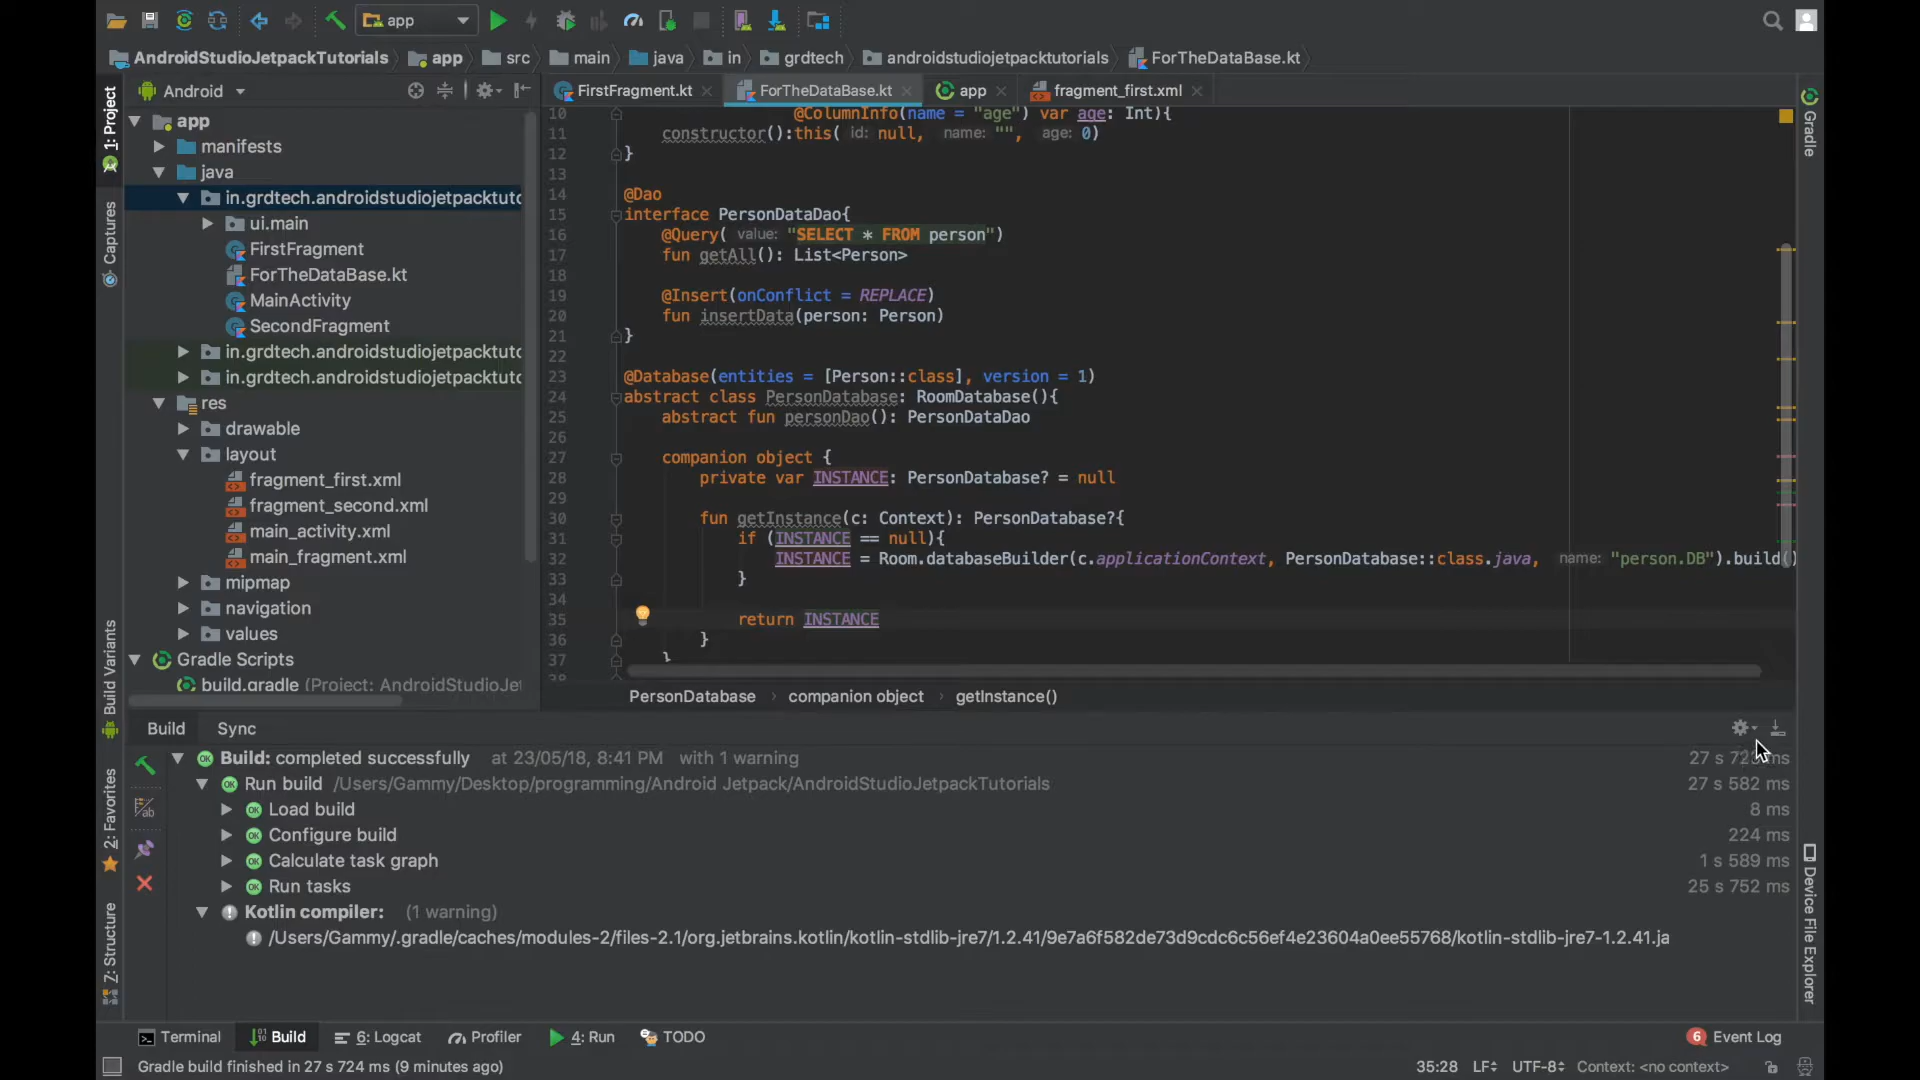 app
AndroidStudioJetpackTutorials app src main java in grdtech androidstudiojetpacktutorials ForTheDataBase.kt
Android
FirstFragment.kt ForTheDataBase.kt app fragment_first.xml
1: Project
Captures
Build Variants
2: Favorites
Z: Structure
app
manifests
java
in.grdtech.androidstudiojetpacktuto
ui.main
FirstFragment
ForTheDataBase.kt
MainActivity
SecondFragment
in.grdtech.androidstudiojetpacktuto
in.grdtech.androidstudiojetpacktuto
res
drawable
layout
fragment_first.xml
fragment_second.xml
main_activity.xml
main_fragment.xml
mipmap
navigation
values
Gradle Scripts
build.gradle (Project: AndroidStudioJet
10 @ColumnInfo(name = "age") var age: Int){
11 constructor():this( id: null, name: "", age: 0)
12 }
13
14 @Dao
15 interface PersonDataDao{
16 @Query( value: "SELECT * FROM person")
17 fun getAll(): List<Person>
18
19 @Insert(onConflict = REPLACE)
20 fun insertData(person: Person)
21 }
22
23 @Database(entities = [Person::class], version = 1)
24 abstract class PersonDatabase: RoomDatabase(){
25 abstract fun personDao(): PersonDataDao
26
27 companion object {
28 private var INSTANCE: PersonDatabase? = null
29
30 fun getInstance(c: Context): PersonDatabase?{
31 if (INSTANCE == null){
32 INSTANCE = Room.databaseBuilder(c.applicationContext, PersonDatabase::class.java, name: "person.DB").build()
33 }
34
35 return INSTANCE
36 }
37 }
38
PersonDatabase companion object getInstance()
Gradle
Device File Explorer
Build Sync
Build: completed successfully at 23/05/18, 8:41 PM with 1 warning 27 s 72 ms
Run build /Users/Gammy/Desktop/programming/Android Jetpack/AndroidStudioJetpackTutorials 27 s 582 ms
Load build 8 ms
Configure build 224 ms
Calculate task graph 1 s 589 ms
Run tasks 25 s 752 ms
Kotlin compiler: (1 warning)
/Users/Gammy/.gradle/caches/modules-2/files-2.1/org.jetbrains.kotlin/kotlin-stdlib-jre7/1.2.41/9e7a6f582de73d9cdc6c56ef4e23604a0ee55768/kotlin-stdlib-jre7-1.2.41.ja
Terminal Build 6: Logcat Profiler 4: Run TODO 6 Event Log
Gradle build finished in 27 s 724 ms (9 minutes ago) 35:28 LF UTF-8 Context: <no context>